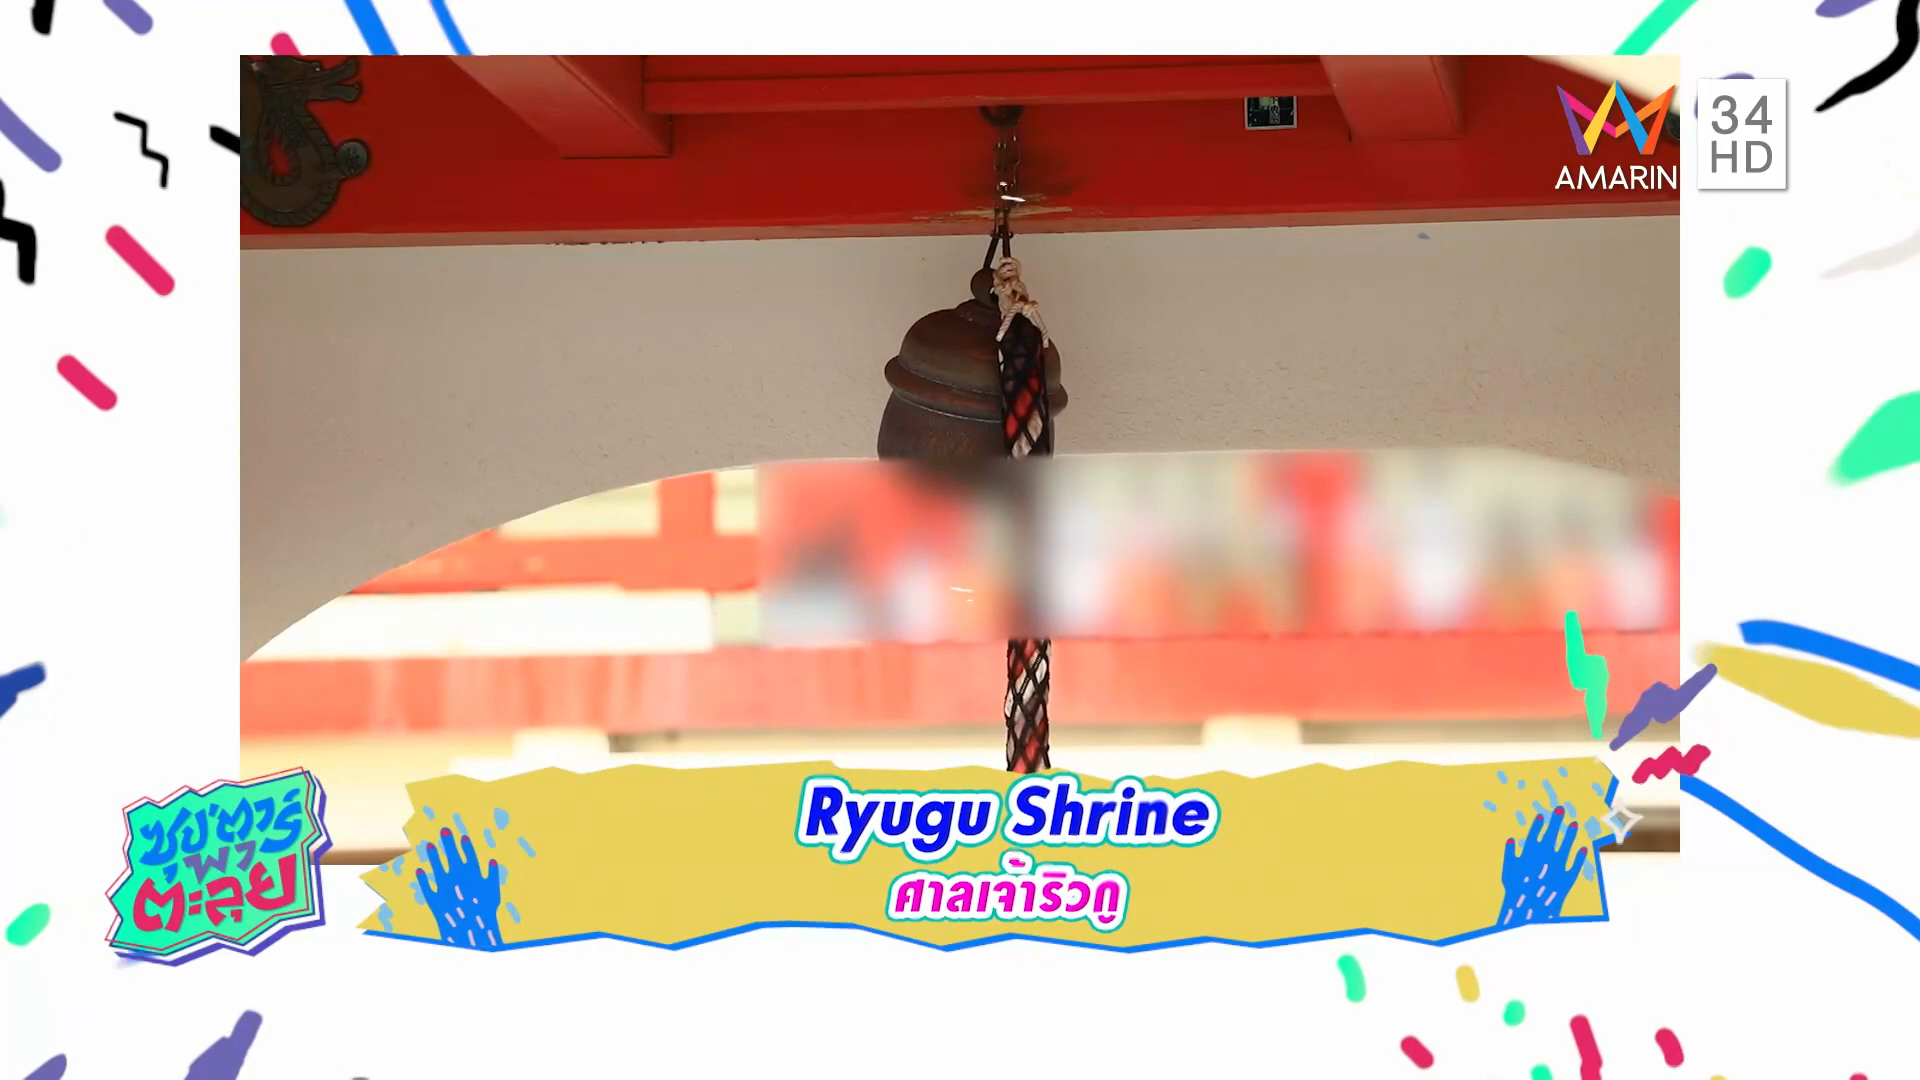 AMARIN
34
HD
ซุป'ตาร์
พา
ตะลุย
Ryugu Shrine
ศาลเจ้าริวกู